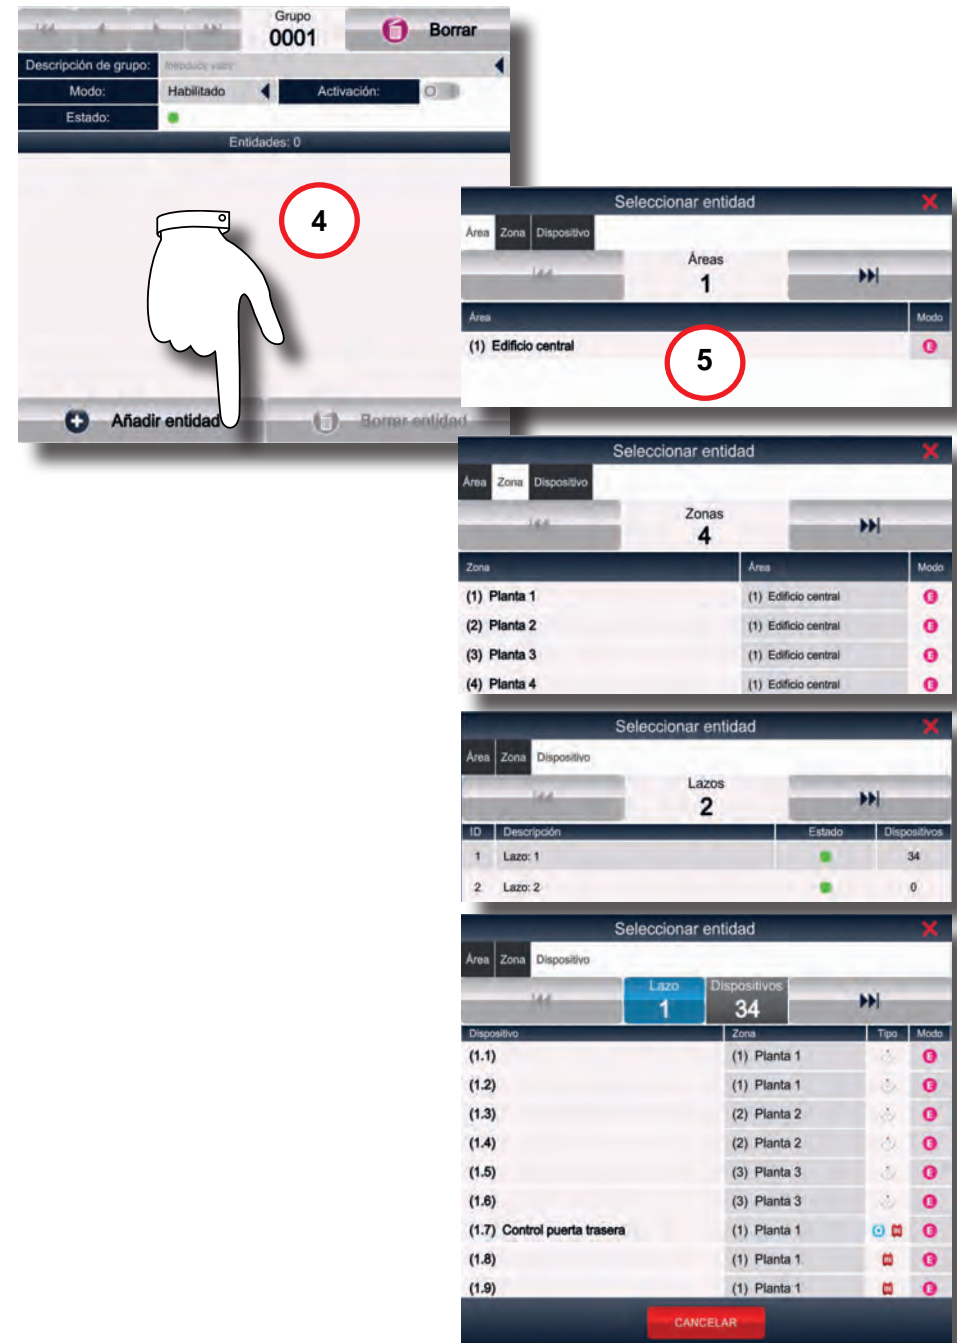 Grupo
0001
Borrar
Descripción de grupo: Introducir valor
Modo: Habilitado Activación:
Estado:
Entidades: 0
4
Añadir entidad Borrar entidad
Seleccionar entidad
Área Zona Dispositivo
Áreas
1
Área Modo
(1) Edificio central E
5
Seleccionar entidad
Área Zona Dispositivo
Zonas
4
Zona Área Modo
(1) Planta 1 (1) Edificio central E
(2) Planta 2 (1) Edificio central E
(3) Planta 3 (1) Edificio central E
(4) Planta 4 (1) Edificio central E
Seleccionar entidad
Área Zona Dispositivo
Lazos
2
ID Descripción Estado Dispositivos
1 Lazo: 1 34
2 Lazo: 2 0
Seleccionar entidad
Área Zona Dispositivo
Lazo Dispositivos
1 34
Dispositivo Zona Tipo Modo
(1.1) (1) Planta 1 E
(1.2) (1) Planta 1 E
(1.3) (2) Planta 2 E
(1.4) (2) Planta 2 E
(1.5) (3) Planta 3 E
(1.6) (3) Planta 3 E
(1.7) Control puerta trasera (1) Planta 1 E
(1.8) (1) Planta 1 E
(1.9) (1) Planta 1 E
CANCELAR